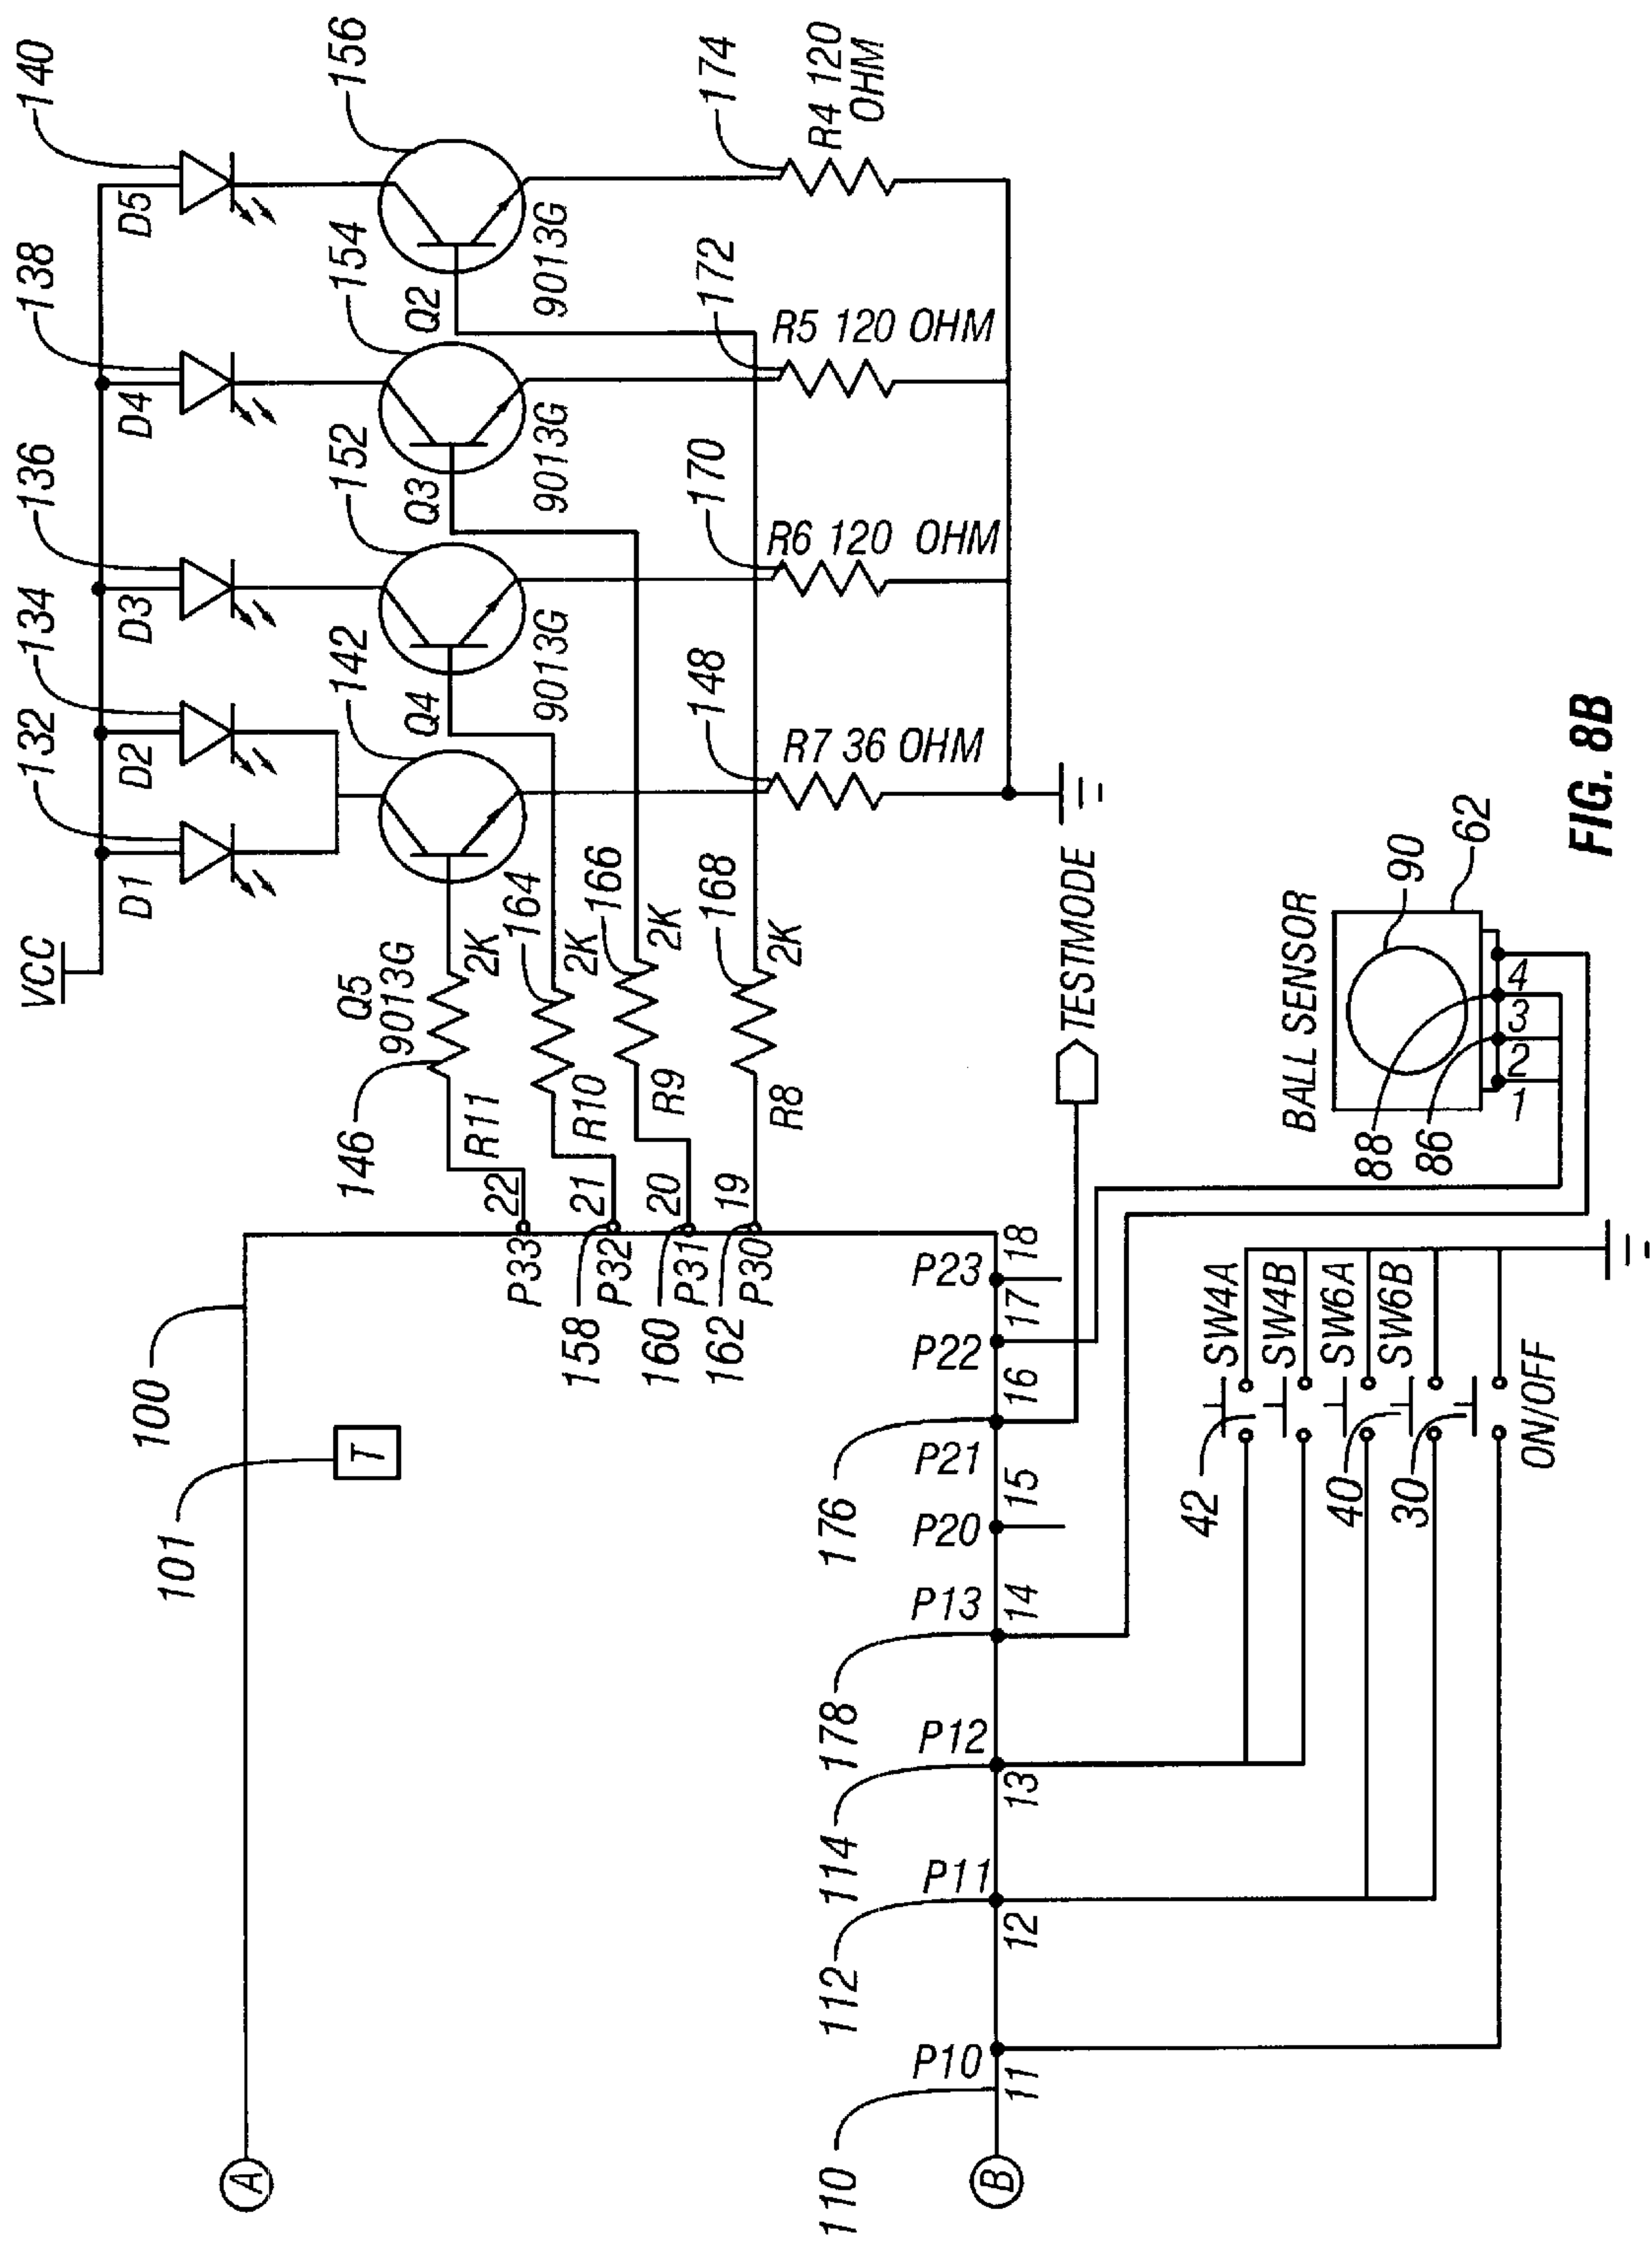 VCC
132
134
136
138
140
D1
D2
D3
D4
D5
142
152
154
156
Q5
9013G
Q4
9013G
Q3
9013G
Q2
9013G
146
R11
2K
164
R10
2K
166
R9
2K
168
R8
2K
148
R7 36 OHM
170
R6 120 OHM
172
R5 120 OHM
174
R4 120
OHM
100
101
T
A
P33
22
158
P32
21
160
P31
20
162
P30
19
TESTMODE
110
112
114
178
176
P10
P11
P12
P13
P20
P21
P22
P23
B
11
12
13
14
15
16
17
18
42
SW4A
SW4B
40
SW6A
SW6B
30
ON/OFF
BALL SENSOR
88
86
90
62
1
2
3
4
FIG. 8B